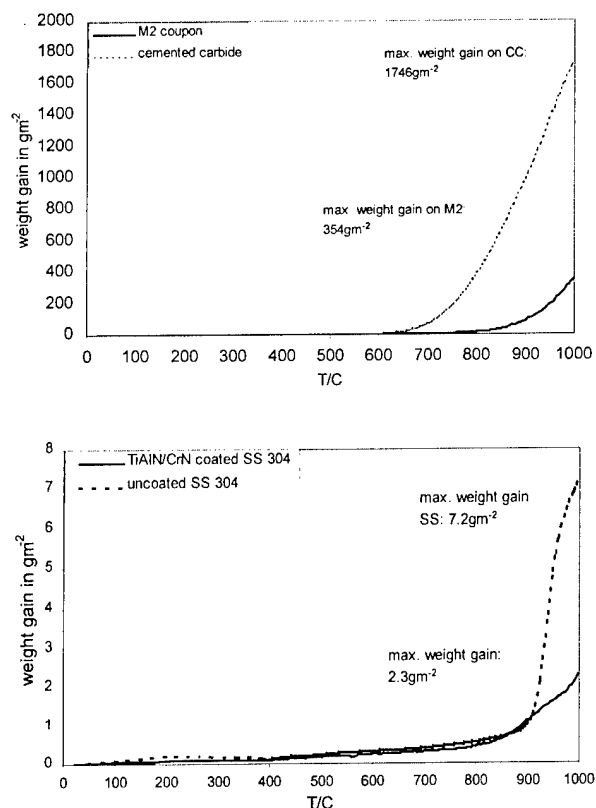 2000
1800
1600
1400
1200
1000
800
600
400
200
0
weight gain in gm⁻²
M2 coupon
cemented carbide
max. weight gain on CC:
1746gm⁻²
max. weight gain on M2
354gm⁻²
0 100 200 300 400 500 600 700 800 900 1000
T/C
8
7
6
5
4
3
2
1
0
weight gain in gm⁻²
TiAlN/CrN coated SS 304
uncoated SS 304
max. weight gain
SS: 7.2gm⁻²
max. weight gain:
2.3gm⁻²
0 100 200 300 400 500 600 700 800 900 1000
T/C